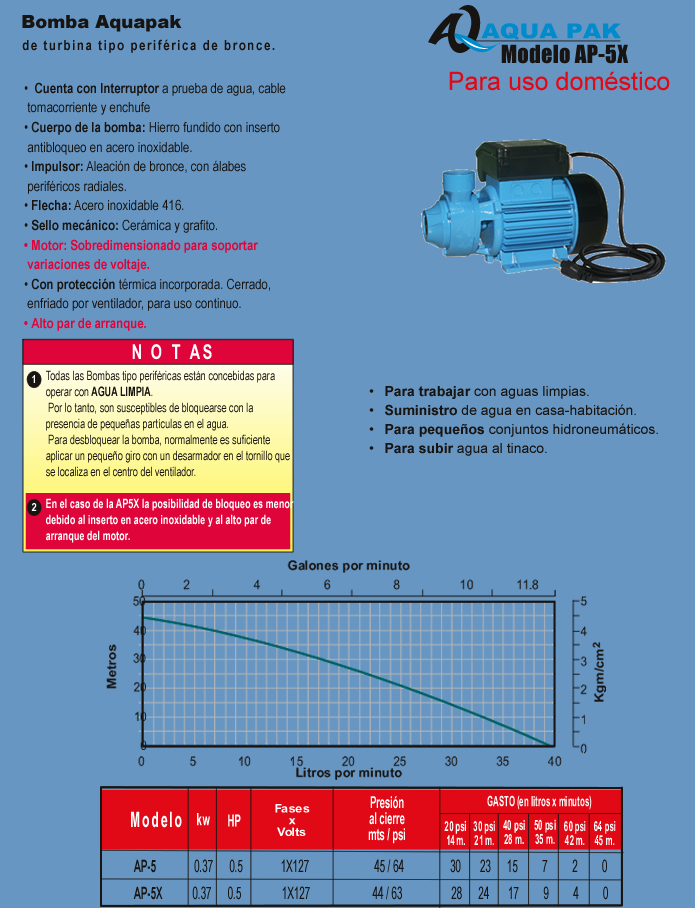 Bomba Aquapak
de turbina tipo periférica de bronce.
AQUA PAK
Modelo AP-5X
Para uso doméstico
• Cuenta con Interruptor a prueba de agua, cable
tomacorriente y enchufe
• Cuerpo de la bomba: Hierro fundido con inserto
antibloqueo en acero inoxidable.
• Impulsor: Aleación de bronce, con álabes
periféricos radiales.
• Flecha: Acero inoxidable 416.
• Sello mecánico: Cerámica y grafito.
• Motor: Sobredimensionado para soportar
variaciones de voltaje.
• Con protección térmica incorporada. Cerrado,
enfriado por ventilador, para uso continuo.
• Alto par de arranque.
NOTAS
1 Todas las Bombas tipo periféricas están concebidas para
operar con AGUA LIMPIA.
Por lo tanto, son susceptibles de bloquearse con la
presencia de pequeñas partículas en el agua.
Para desbloquear la bomba, normalmente es suficiente
aplicar un pequeño giro con un desarmador en el tornillo que
se localiza en el centro del ventilador.
2 En el caso de la AP5X la posibilidad de bloqueo es menor
debido al inserto en acero inoxidable y al alto par de
arranque del motor.
• Para trabajar con aguas limpias.
• Suministro de agua en casa-habitación.
• Para pequeños conjuntos hidroneumáticos.
• Para subir agua al tinaco.
Galones por minuto
0 2 4 6 8 10 11.8
Metros
50
40
30
20
10
0
5
4
3
2
1
0
Kgm/cm²
0 5 10 15 20 25 30 35 40
Litros por minuto
Modelo kw HP Fases x Volts Presión al cierre mts / psi GASTO (en litros x minutos)
20 psi 14 m. 30 psi 21 m. 40 psi 28 m. 50 psi 35 m. 60 psi 42 m. 64 psi 45 m.
AP-5 0.37 0.5 1X127 45 / 64 30 23 15 7 2 0
AP-5X 0.37 0.5 1X127 44 / 63 28 24 17 9 4 0